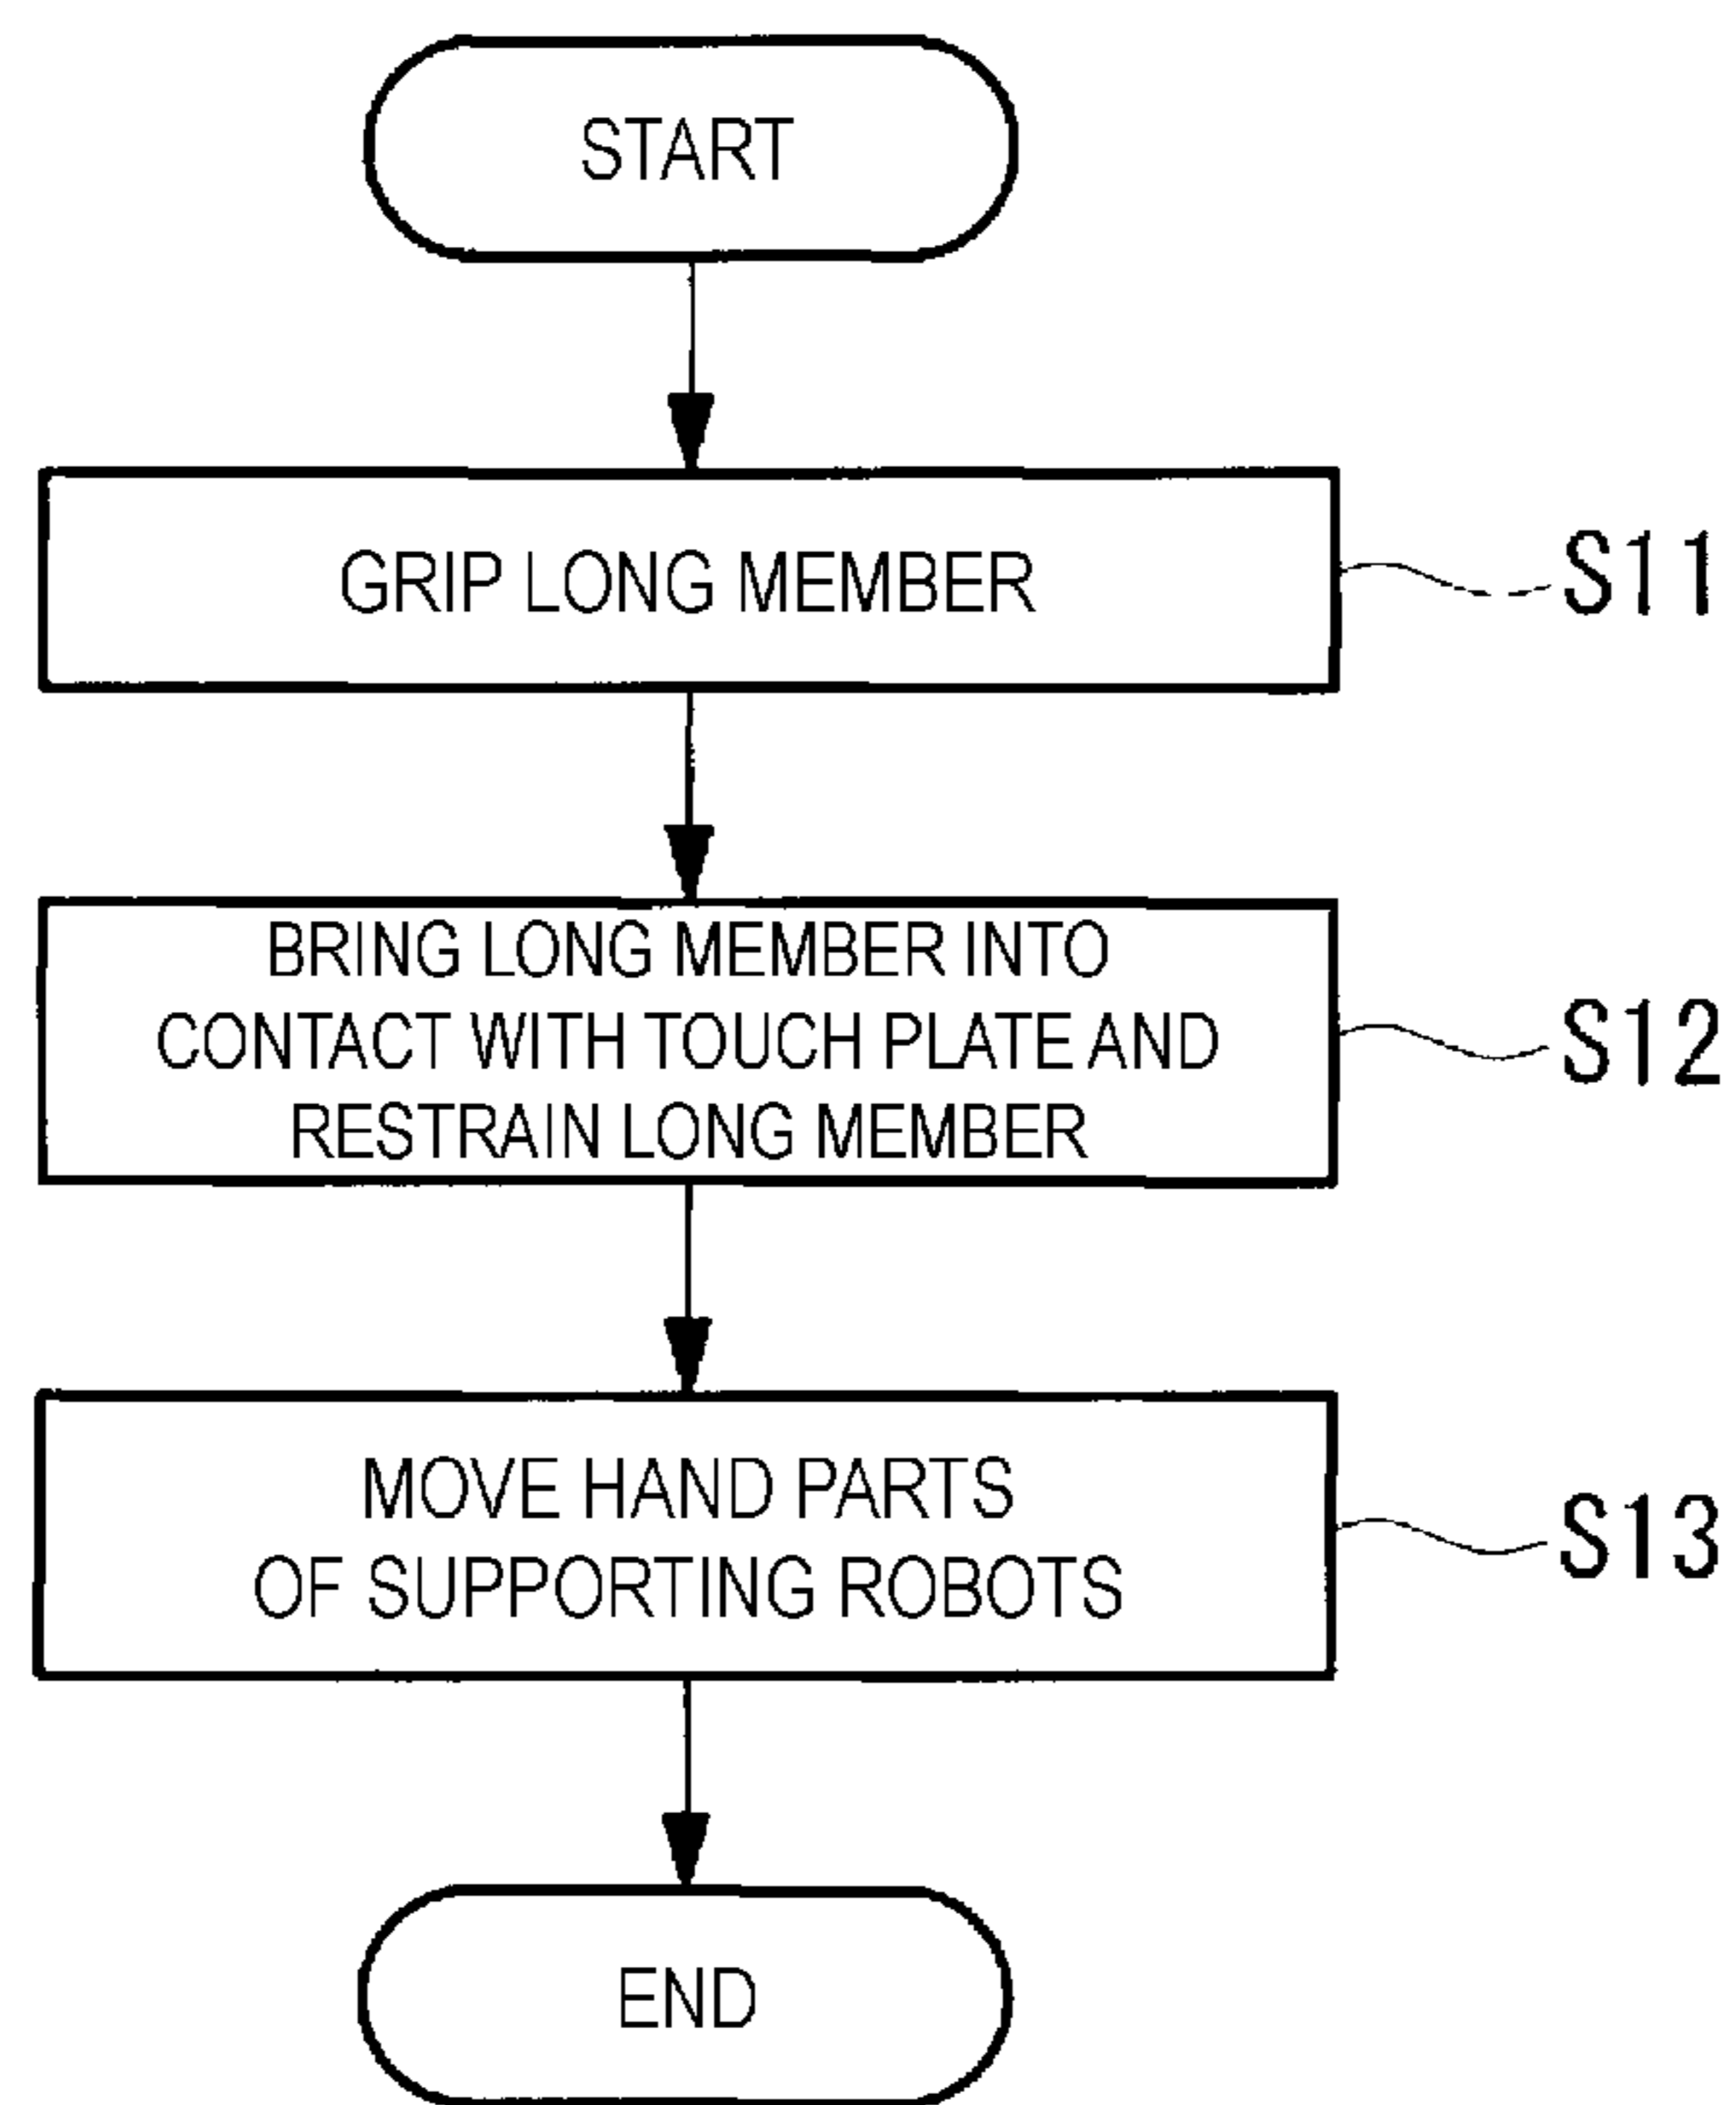 START
GRIP LONG MEMBER
S11
BRING LONG MEMBER INTO
CONTACT WITH TOUCH PLATE AND
RESTRAIN LONG MEMBER
S12
MOVE HAND PARTS
OF SUPPORTING ROBOTS
S13
END